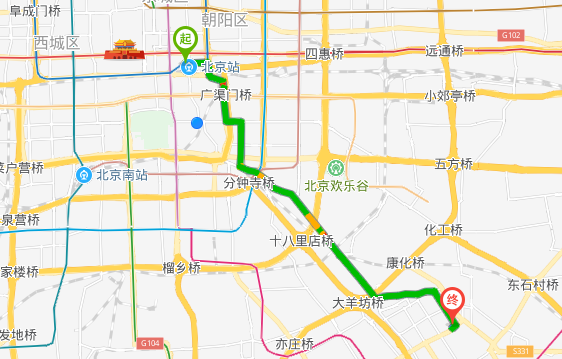 阜成门桥
朝阳区
G102
西城区
起
四惠桥
远通桥
北京站
广渠门桥
小郊亭桥
菜户营桥
北京南站
分钟寺桥
北京欢乐谷
五方桥
泉营桥
十八里店桥
化工桥
家楼桥
榴乡桥
康化桥
大羊坊桥
终
东石村桥
发地桥
G104
亦庄桥
S331